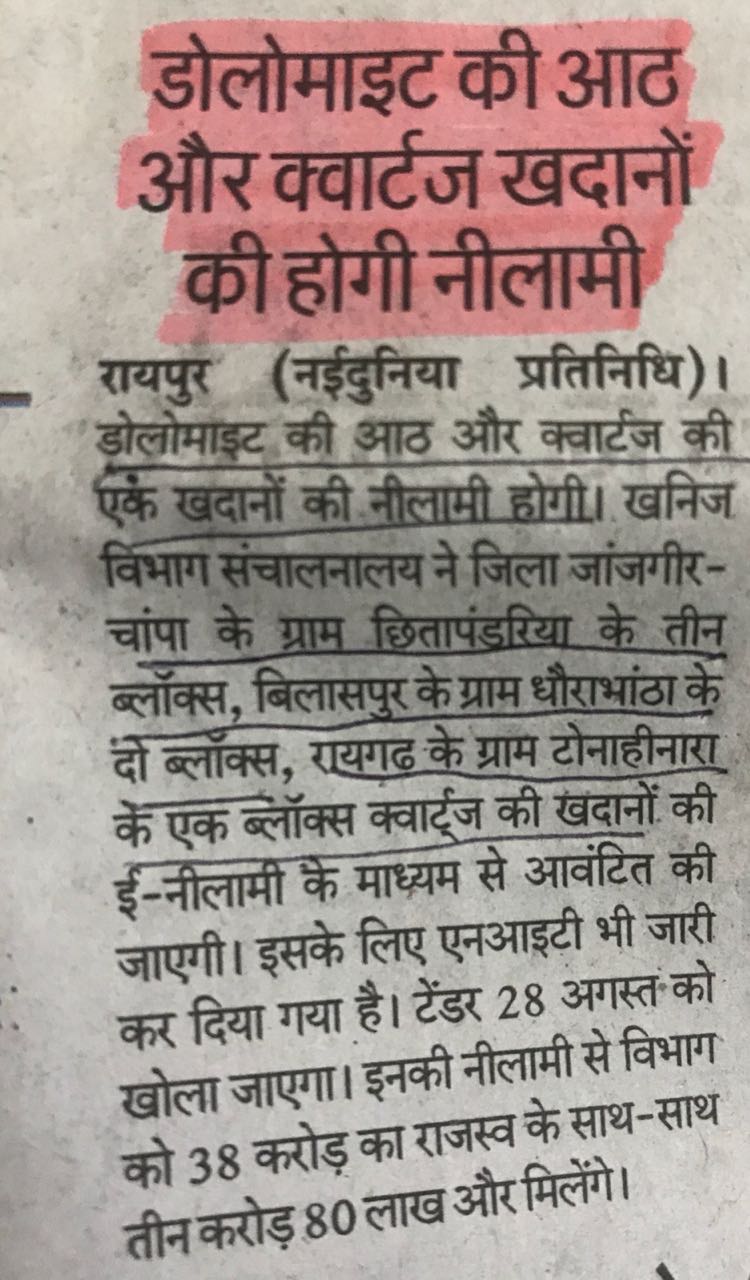 डोलोमाइट की आठ
और क्वार्टज खदानों
की होगी नीलामी
रायपुर (नईदुनिया प्रतिनिधि)।
डोलोमाइट की आठ और क्वार्टज की
एक खदानों की नीलामी होगी। खनिज
विभाग संचालनालय ने जिला जांजगीर-
चांपा के ग्राम छितापंडरिया के तीन
ब्लॉक्स, बिलासपुर के ग्राम धौराभांठा के
दो ब्लॉक्स, रायगढ के ग्राम टोनाहीनारा
के एक ब्लॉक्स क्वार्ट्ज की खदानों की
ई-नीलामी के माध्यम से आवंटित की
जाएगी। इसके लिए एनआइटी भी जारी
कर दिया गया है। टेंडर 28 अगस्त को
खोला जाएगा। इनकी नीलामी से विभाग
को 38 करोड़ का राजस्व के साथ-साथ
तीन करोड़ 80 लाख और मिलेंगे।